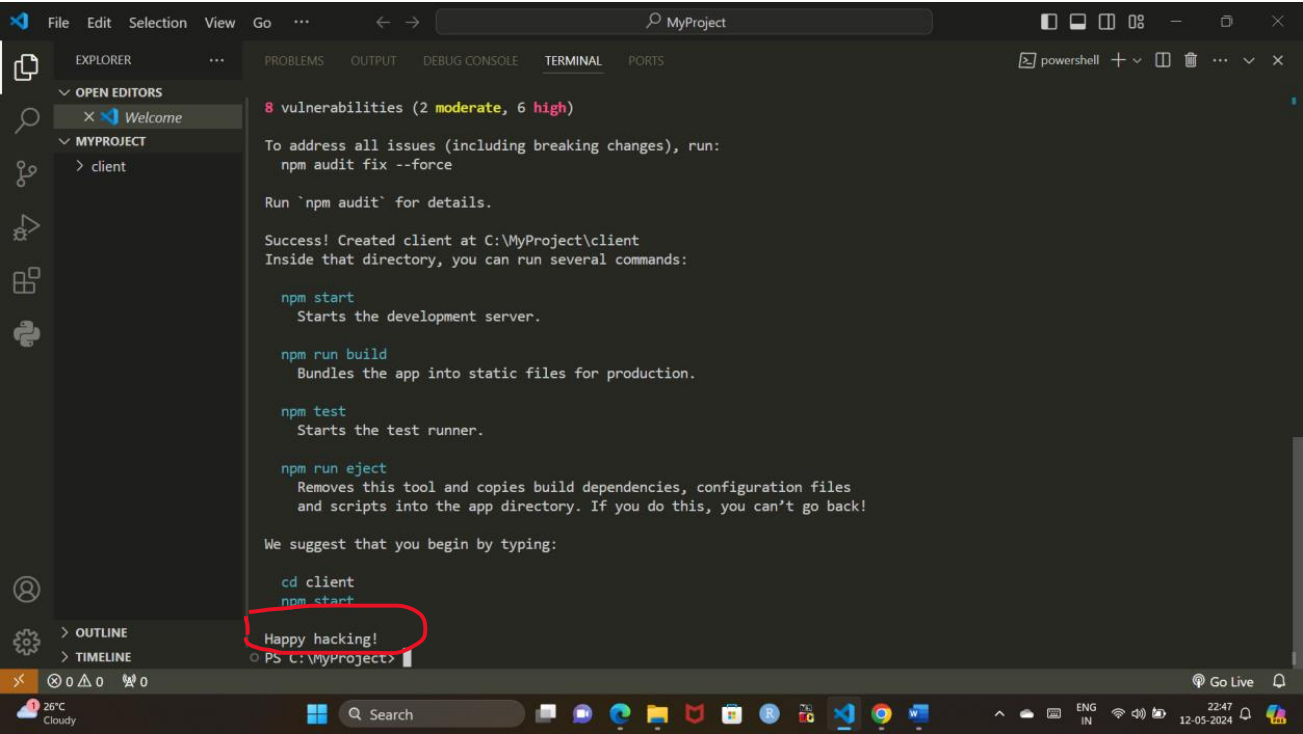 File Edit Selection View Go ··· MyProject
EXPLORER ···
PROBLEMS OUTPUT DEBUG CONSOLE TERMINAL PORTS
powershell
OPEN EDITORS
Welcome
MYPROJECT
client
8 vulnerabilities (2 moderate, 6 high)
To address all issues (including breaking changes), run:
npm audit fix --force
Run `npm audit` for details.
Success! Created client at C:\MyProject\client
Inside that directory, you can run several commands:
npm start
Starts the development server.
npm run build
Bundles the app into static files for production.
npm test
Starts the test runner.
npm run eject
Removes this tool and copies build dependencies, configuration files
and scripts into the app directory. If you do this, you can’t go back!
We suggest that you begin by typing:
cd client
npm start
Happy hacking!
PS C:\MyProject>
OUTLINE
TIMELINE
0 0 0
Go Live
1
26°C
Cloudy
Search
R
ENG
IN
22:47
12-05-2024